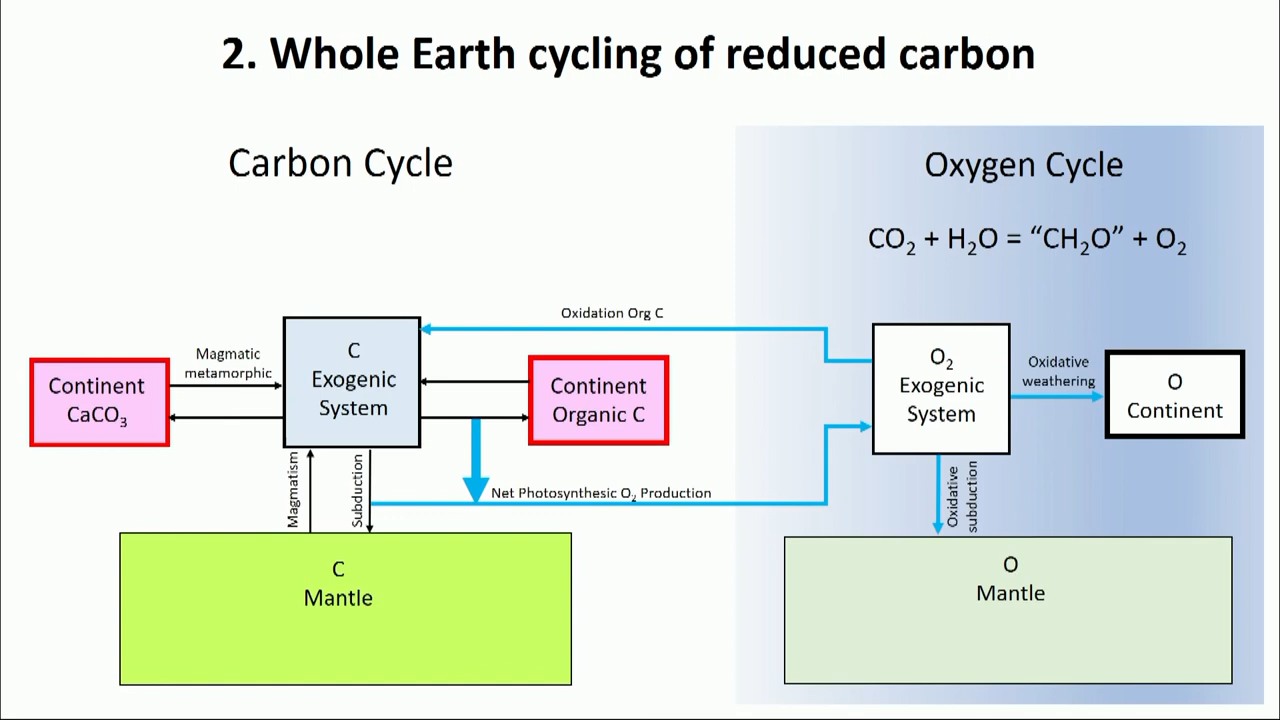 2. Whole Earth cycling of reduced carbon
Carbon Cycle
Oxygen Cycle
CO₂ + H₂O = “CH₂O” + O₂
Oxidation Org C
Magmatic
metamorphic
Continent
CaCO₃
C
Exogenic
System
Continent
Organic C
O₂
Exogenic
System
Oxidative
weathering
O
Continent
Magmatism
Subduction
Net Photosynthesic O₂ Production
Oxidative
subduction
C
Mantle
O
Mantle